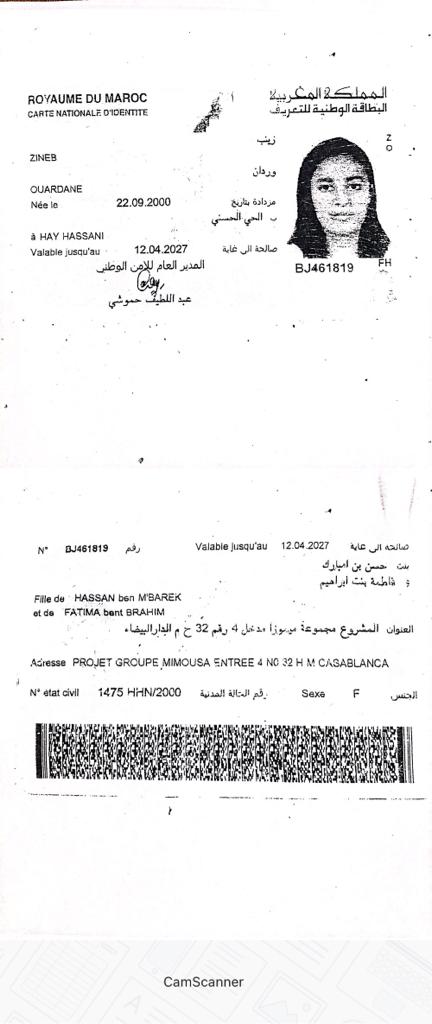 ROYAUME DU MAROC
المملكة المغربية
CARTE NATIONALE D'IDENTITE
البطاقة الوطنية للتعريف
زينب
ZINEB
وردان
OUARDANE
Née le 22.09.2000 مزدادة بتاريخ
ب الحي الحسني
à HAY HASSANI
Valable jusqu'au 12.04.2027 صالحة الى غاية
المدير العام للامن الوطني
عبد اللطيف حموشي
Z
O
BJ461819
FH
N° BJ461819 رقم
Valable jusqu'au 12.04.2027 صالحة الى غاية
بنت حسن بن امبارك
و فاطمة بنت ابراهيم
Fille de HASSAN ben M'BAREK
et de FATIMA bent BRAHIM
العنوان المشروع مجموعة ميموزا مدخل 4 رقم 32 ح م الدارالبيضاء
Adresse PROJET GROUPE MIMOUSA ENTREE 4 NO 32 H M CASABLANCA
N° état civil 1475 HHN/2000 رقم الحالة المدنية
Sexe F الجنس
CamScanner